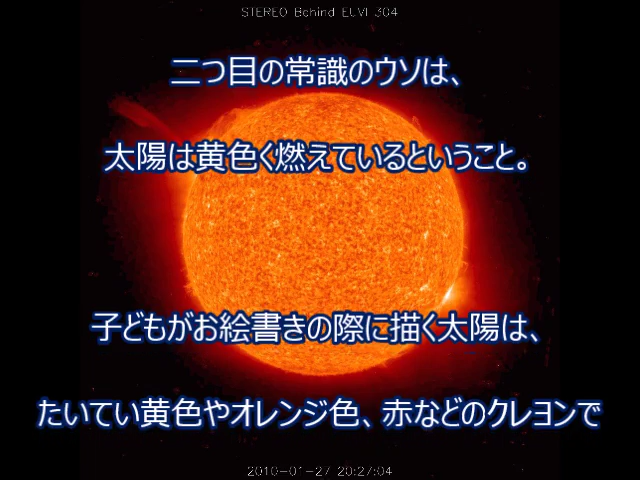 STEREO Behind EUVI 304
二つ目の常識のウソは、
太陽は黄色く燃えているということ。
子どもがお絵書きの際に描く太陽は、
たいてい黄色やオレンジ色、赤などのクレヨンで
2010-01-27 20:27:04